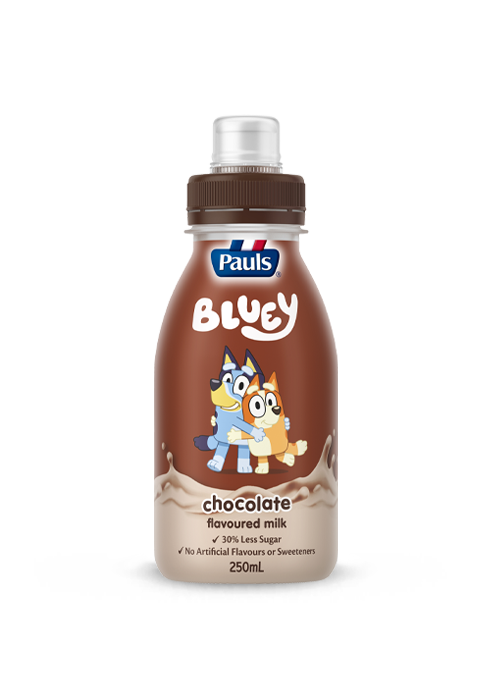 Pauls®
BLUEY
chocolate
flavoured milk
✓ 30% Less Sugar
✓ No Artificial Flavours or Sweeteners
250mL